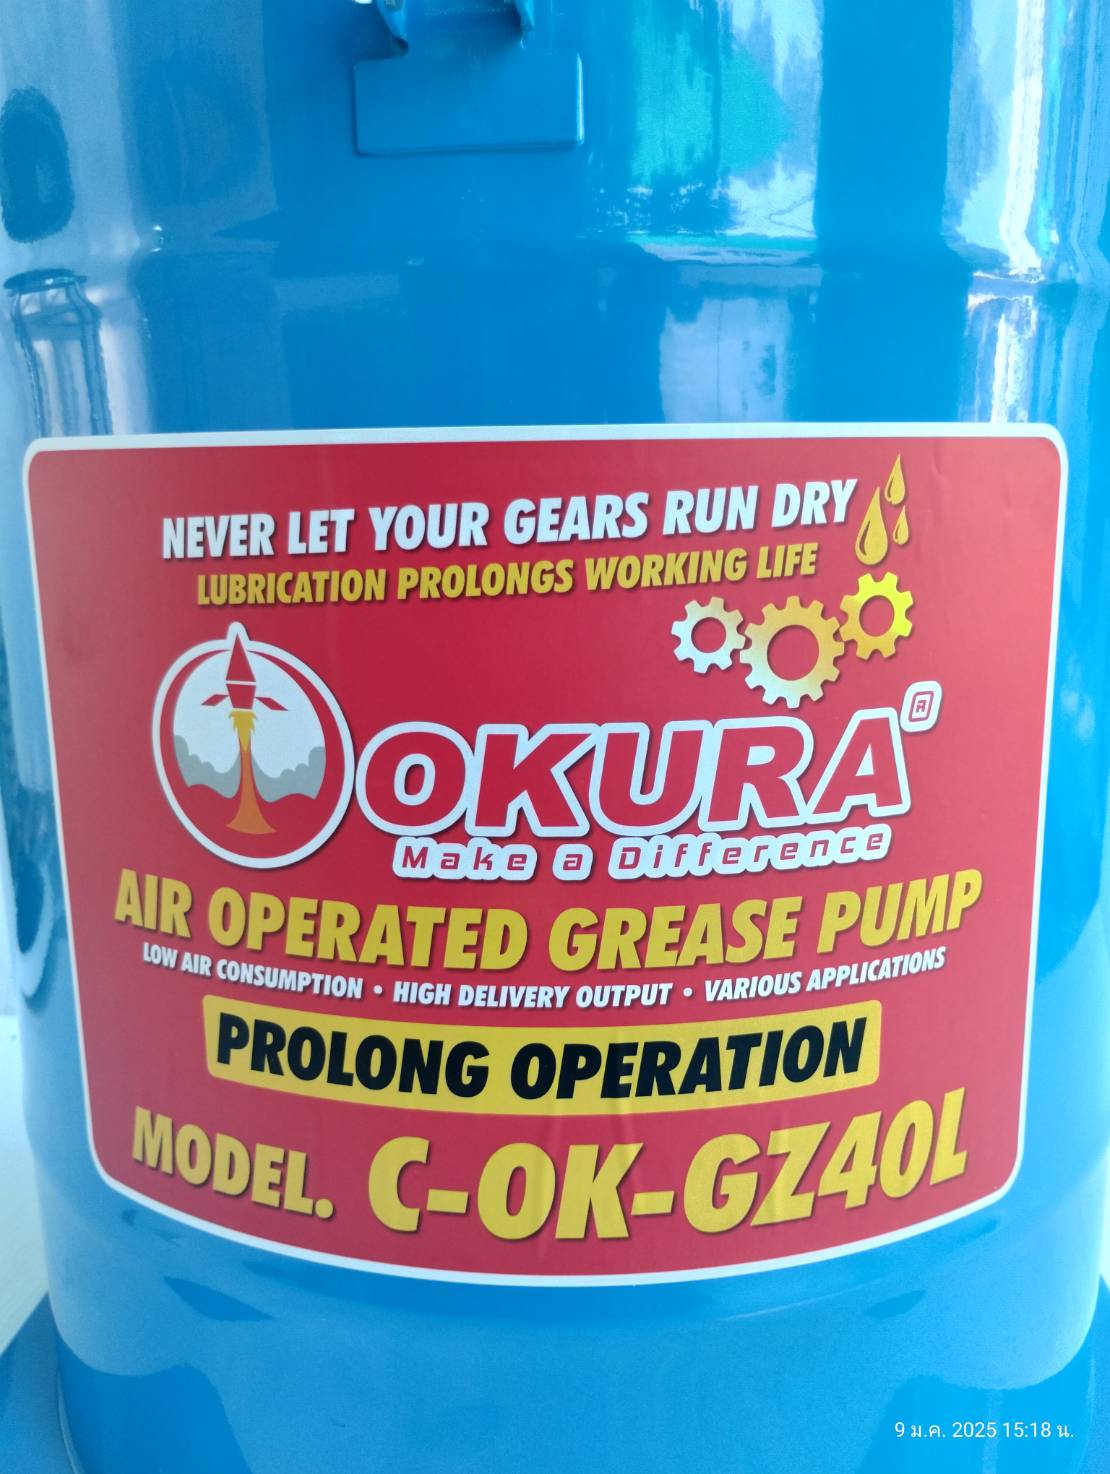 NEVER LET YOUR GEARS RUN DRY
LUBRICATION PROLONGS WORKING LIFE
OKURA®
Make a Difference
AIR OPERATED GREASE PUMP
LOW AIR CONSUMPTION • HIGH DELIVERY OUTPUT • VARIOUS APPLICATIONS
PROLONG OPERATION
MODEL. C-OK-GZ40L
9 ม.ค. 2025 15:18 น.